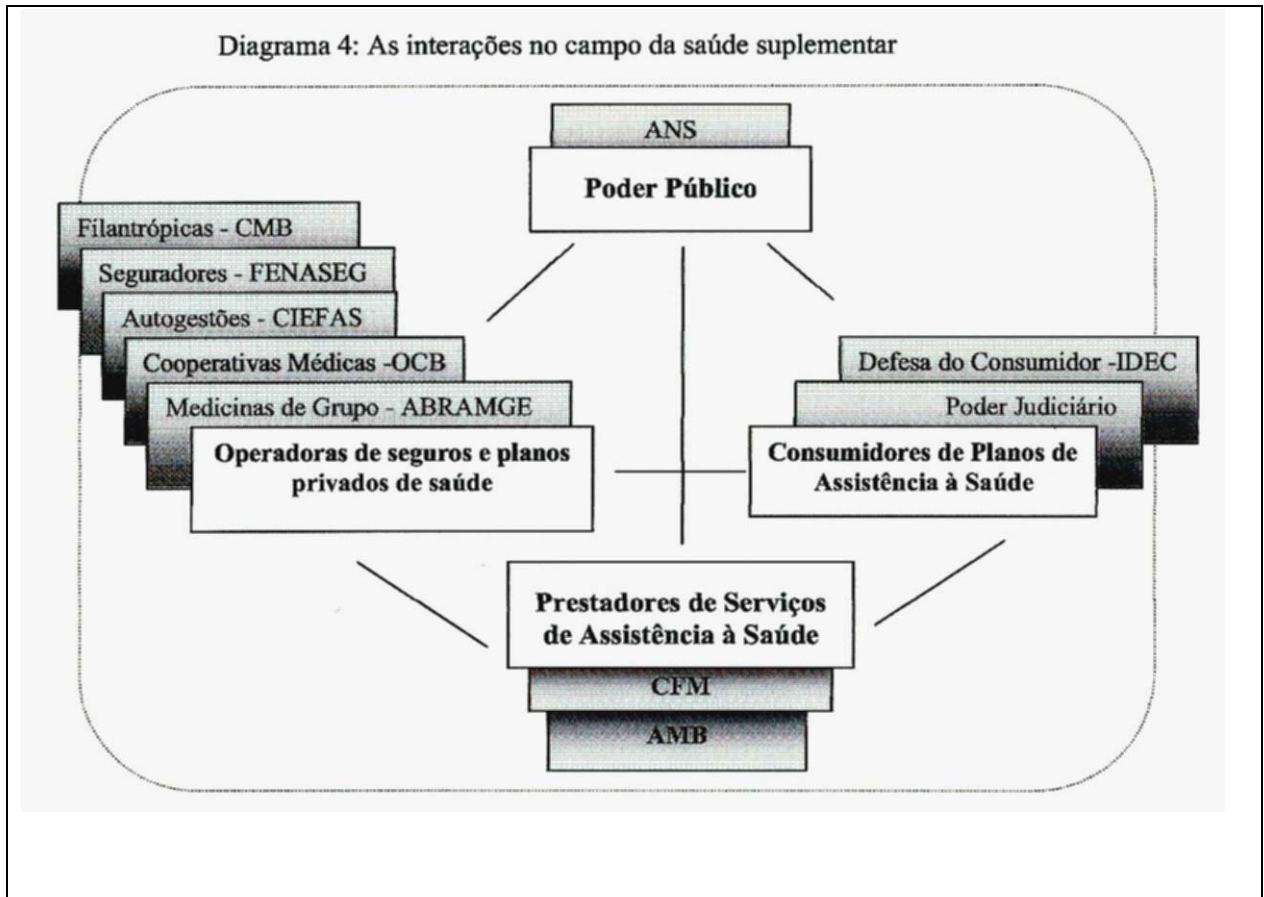 Diagrama 4: As interações no campo da saúde suplementar
ANS
Poder Público
Filantrópicas - CMB
Seguradores - FENASEG
Autogestões - CIEFAS
Cooperativas Médicas -OCB
Medicinas de Grupo - ABRAMGE
Operadoras de seguros e planos
privados de saúde
Defesa do Consumidor -IDEC
Poder Judiciário
Consumidores de Planos de
Assistência à Saúde
Prestadores de Serviços
de Assistência à Saúde
CFM
AMB